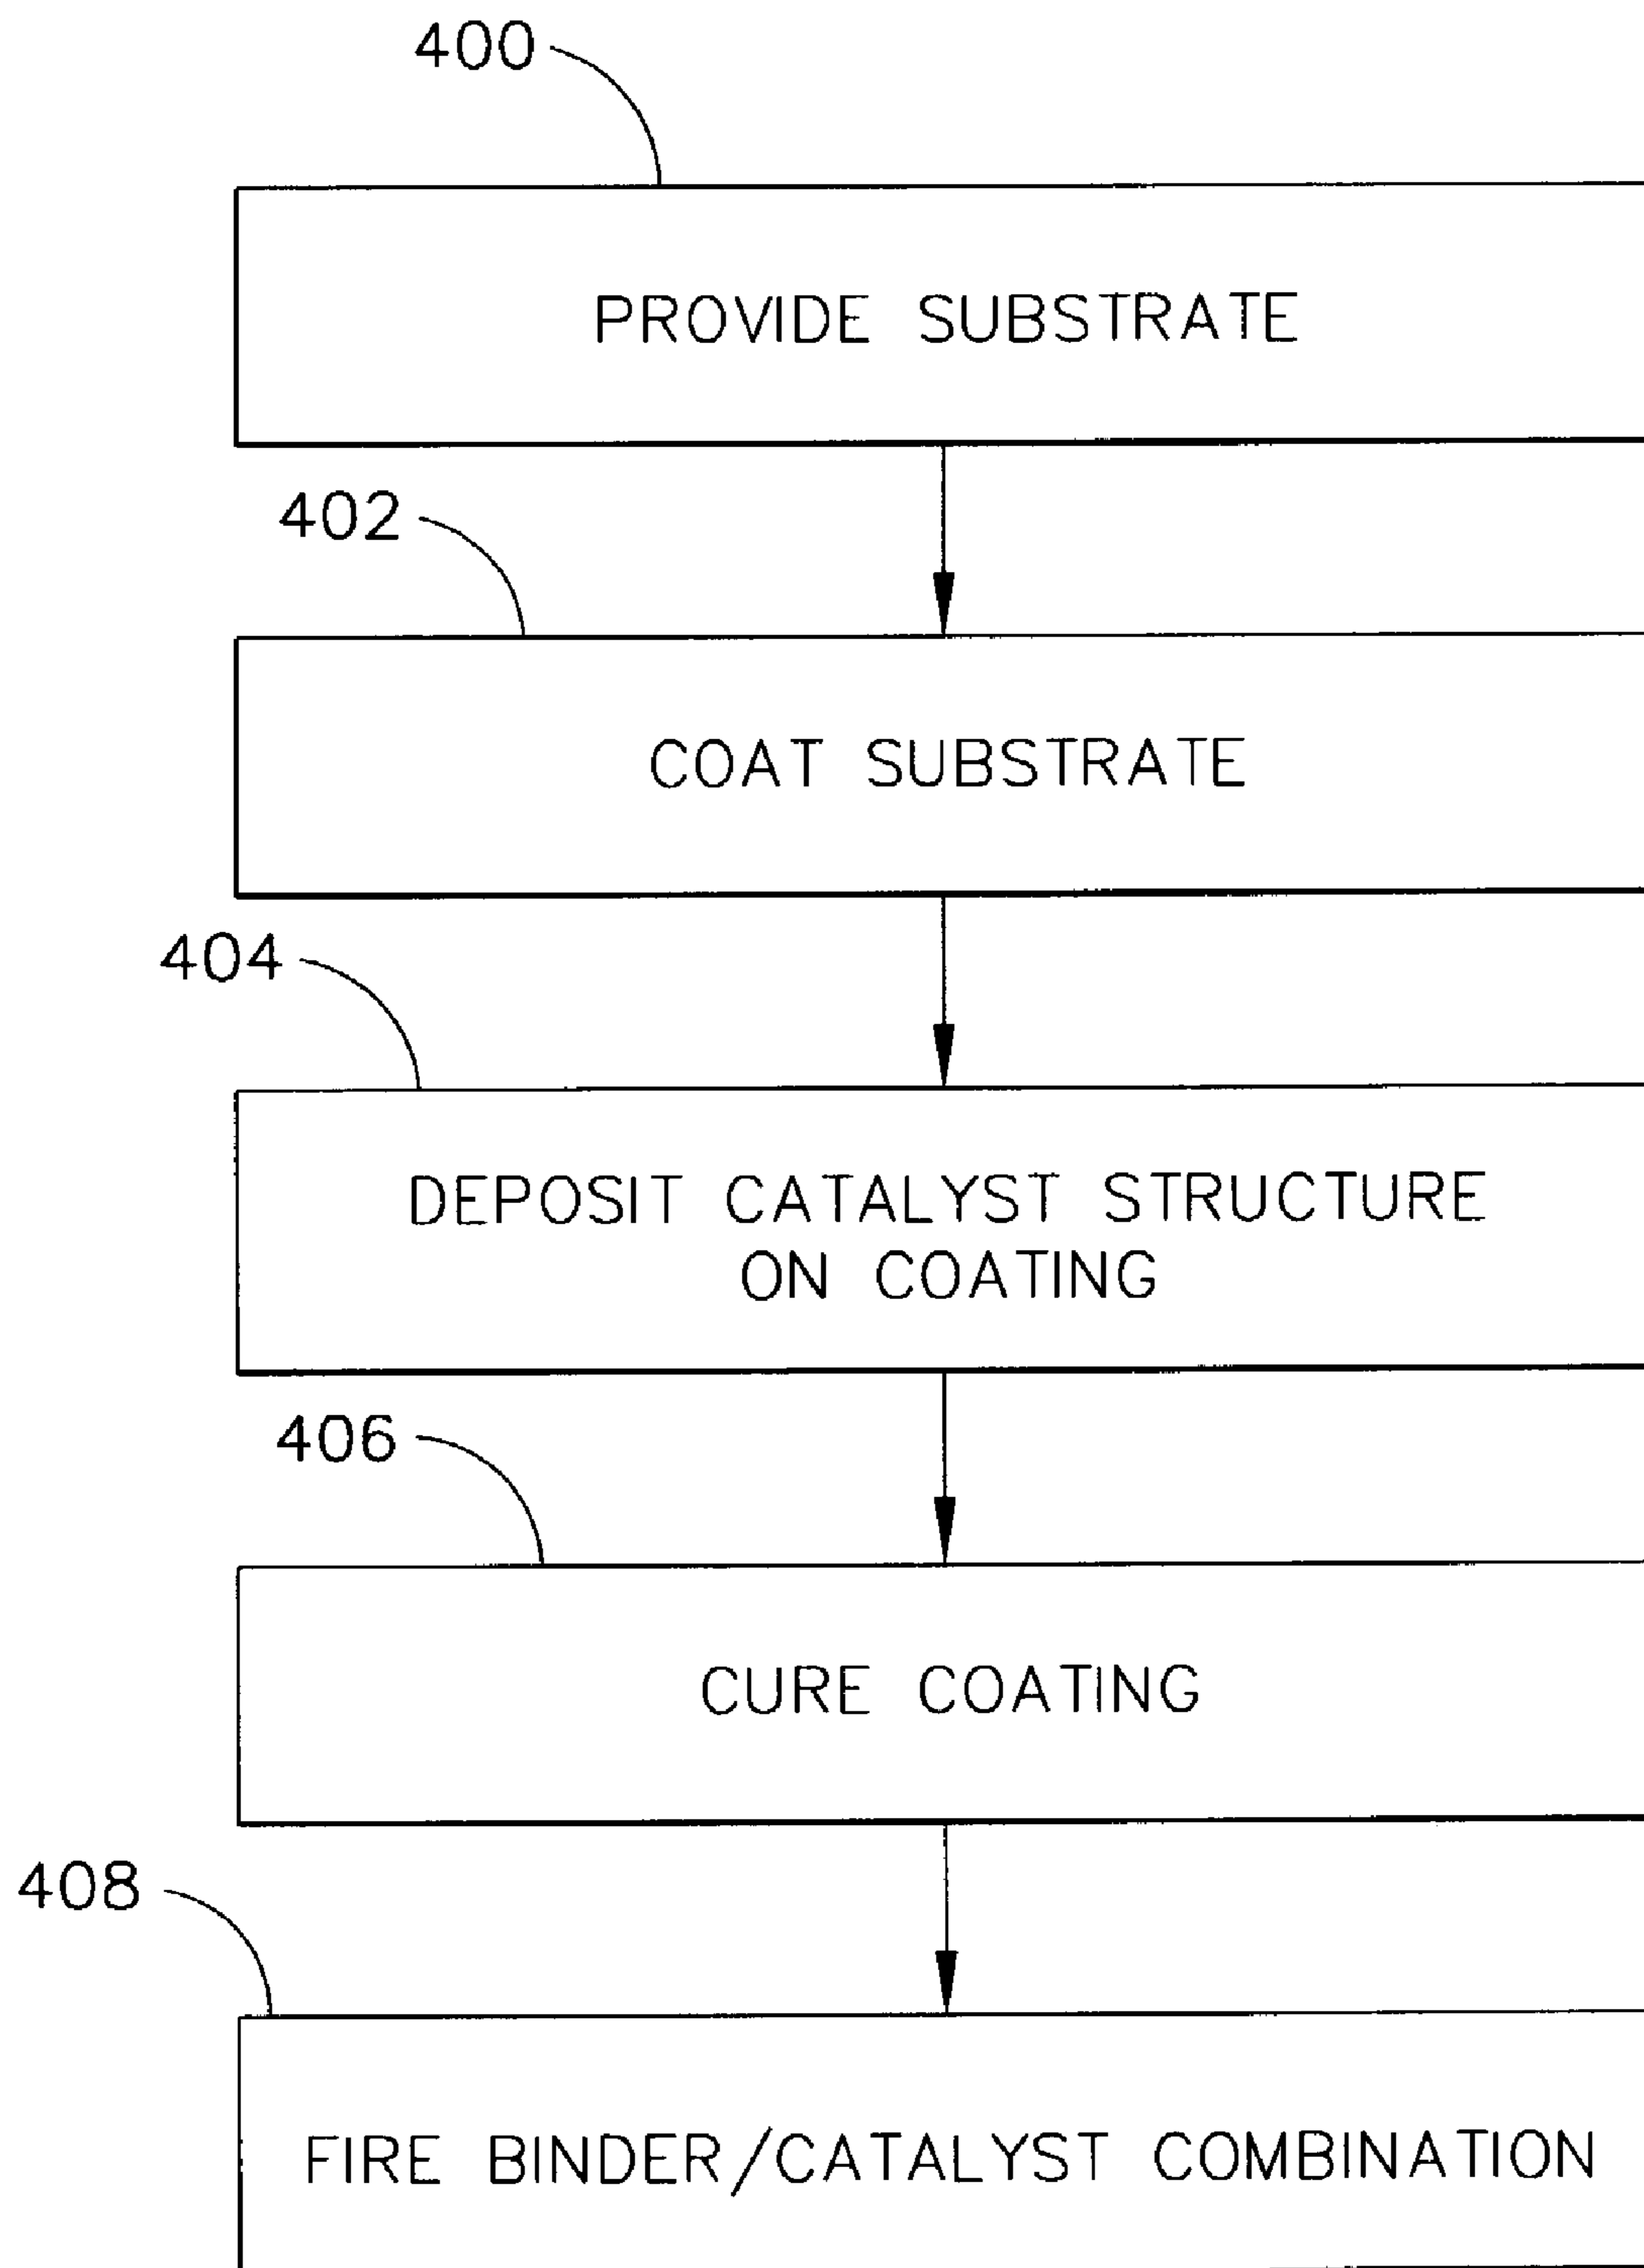 400
PROVIDE SUBSTRATE
402
COAT SUBSTRATE
404
DEPOSIT CATALYST STRUCTURE
ON COATING
406
CURE COATING
408
FIRE BINDER/CATALYST COMBINATION